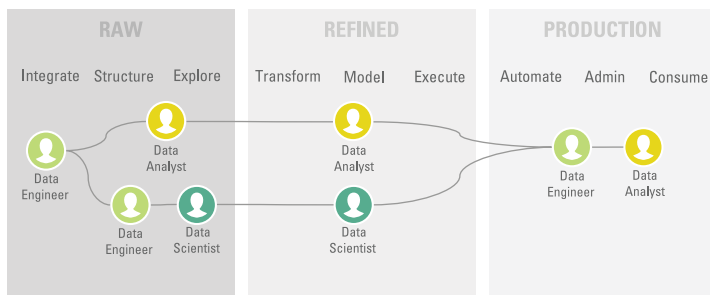 RAW
REFINED
PRODUCTION
Integrate Structure Explore
Transform Model Execute
Automate Admin Consume
Data
Engineer
Data
Analyst
Data
Engineer
Data
Scientist
Data
Analyst
Data
Scientist
Data
Engineer
Data
Analyst